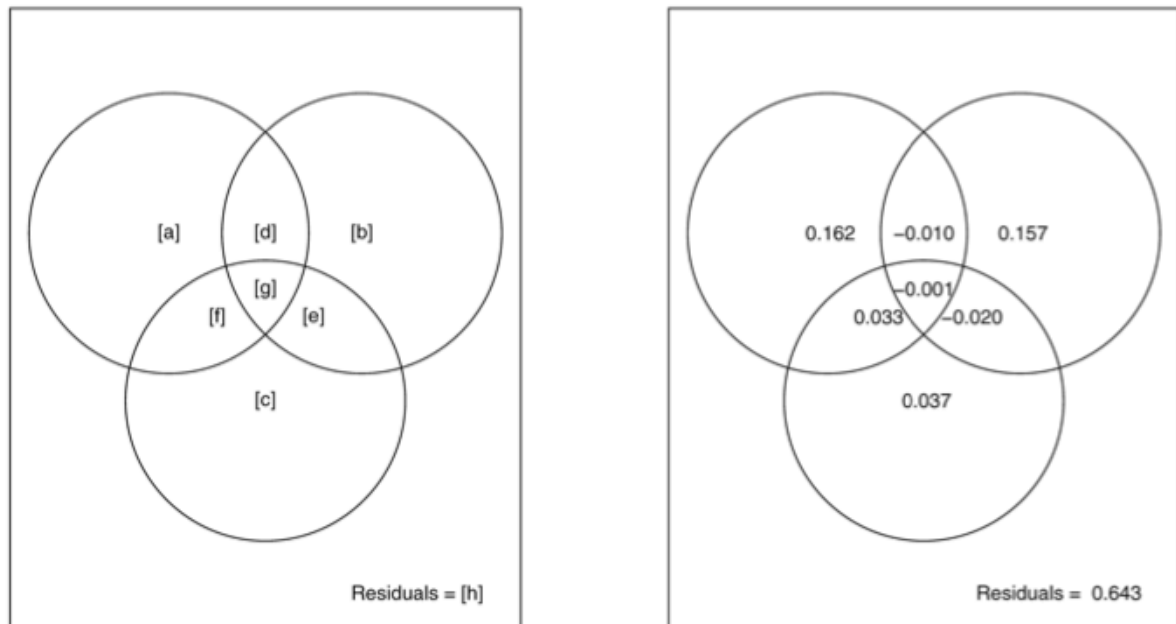 [a] [d] [b]
[g]
[f] [e]
[c]
Residuals = [h]
0.162 −0.010 0.157
−0.001
0.033 −0.020
0.037
Residuals = 0.643